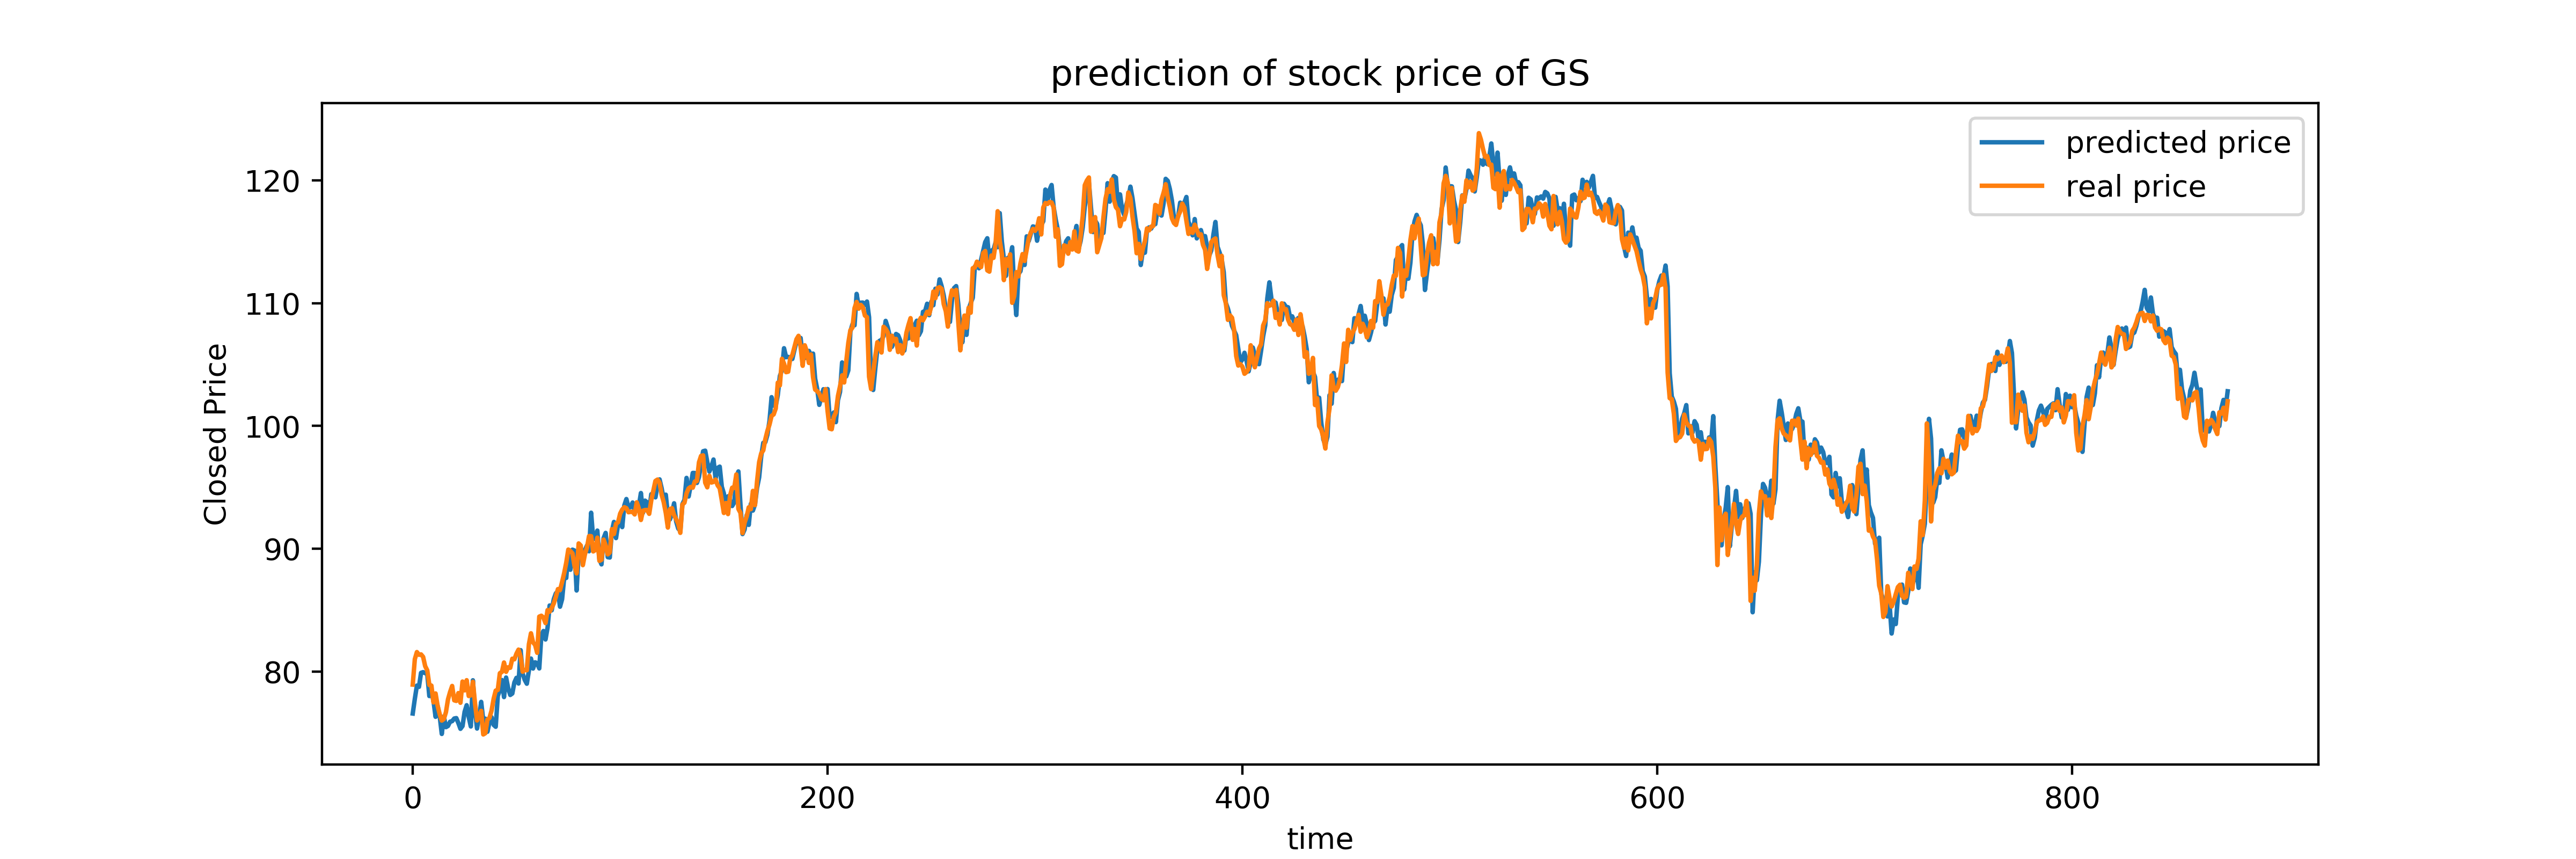 prediction of stock price of GS
predicted price
real price
Closed Price
120
110
100
90
80
0
200
400
600
800
time